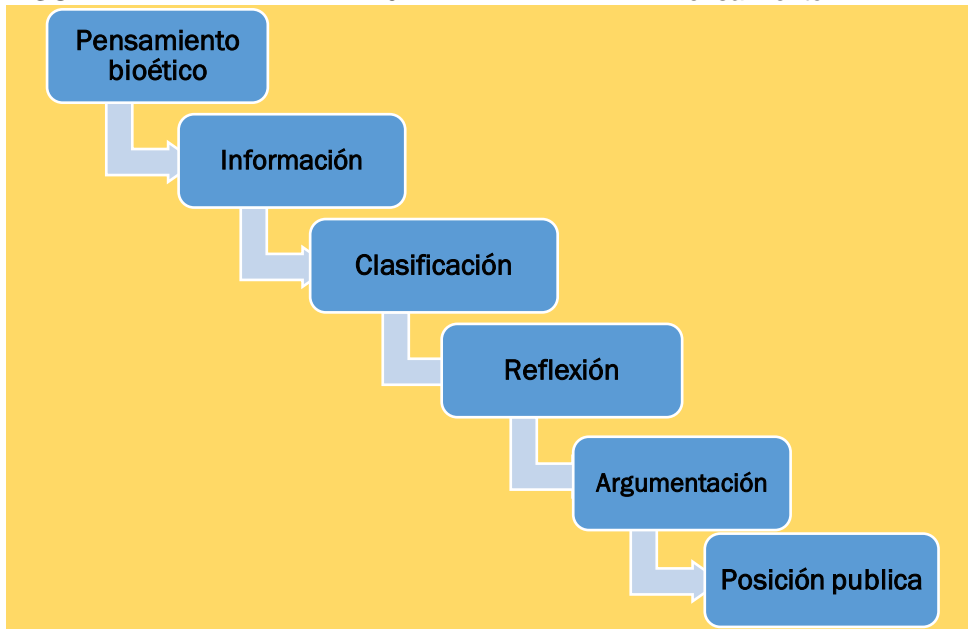 Pensamiento
bioético
Información
Clasificación
Reflexión
Argumentación
Posición publica